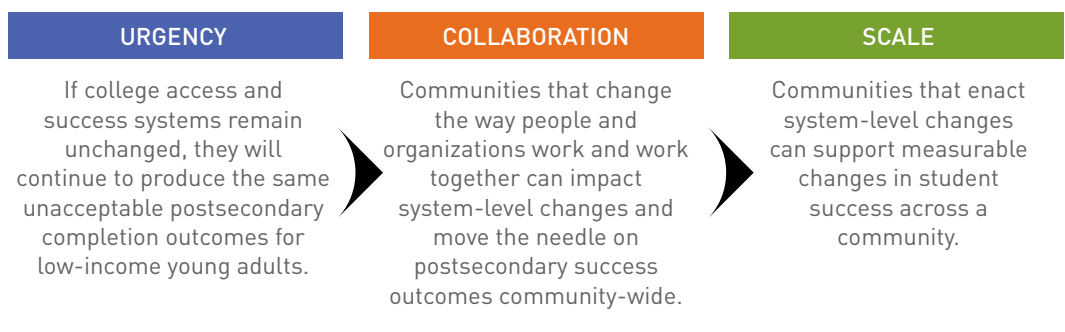 URGENCY
If college access and
success systems remain
unchanged, they will
continue to produce the same
unacceptable postsecondary
completion outcomes for
low-income young adults.
COLLABORATION
Communities that change
the way people and
organizations work and work
together can impact
system-level changes and
move the needle on
postsecondary success
outcomes community-wide.
SCALE
Communities that enact
system-level changes
can support measurable
changes in student
success across a
community.